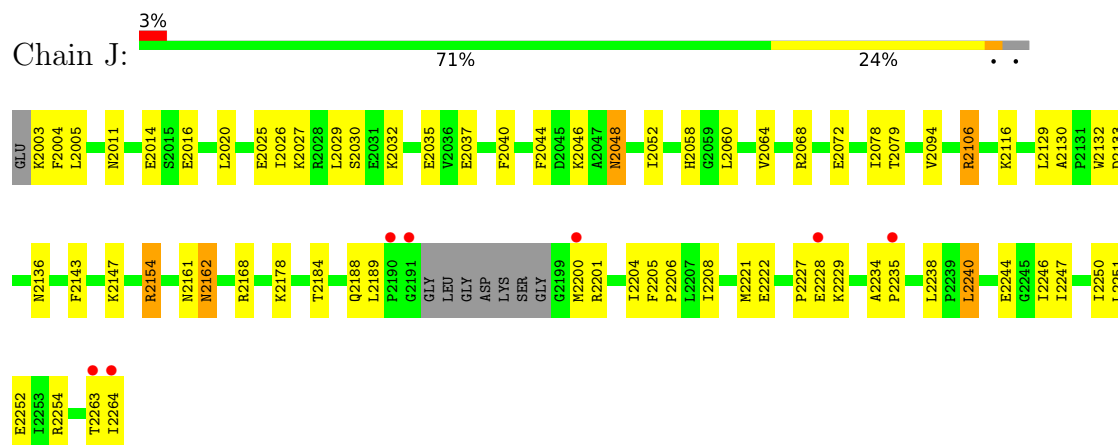 3%
Chain J:
71% 24% • •
GLU K2003 F2004 L2005 N2011 E2014 S2015 E2016 L2020 E2025 I2026 K2027 R2028 L2029 S2030 E2031 K2032 E2035 V2036 E2037 F2040 F2044 D2045 K2046 A2047 N2048 I2052 H2058 G2059 L2060 V2064 R2068 E2072 I2078 T2079 V2094 R2106 K2116 L2129 A2130 P2131 W2132 D2133
N2136 F2143 K2147 R2154 N2161 N2162 R2168 K2178 T2184 Q2188 L2189 P2190 G2191 GLY LEU GLY ASP LYS SER GLY G2199 M2200 R2201 I2204 F2205 P2206 L2207 I2208 M2221 E2222 P2227 E2228 K2229 A2234 P2235 L2238 P2239 L2240 E2244 G2245 I2246 I2247 I2250 L2251
E2252 I2253 R2254 T2263 I2264